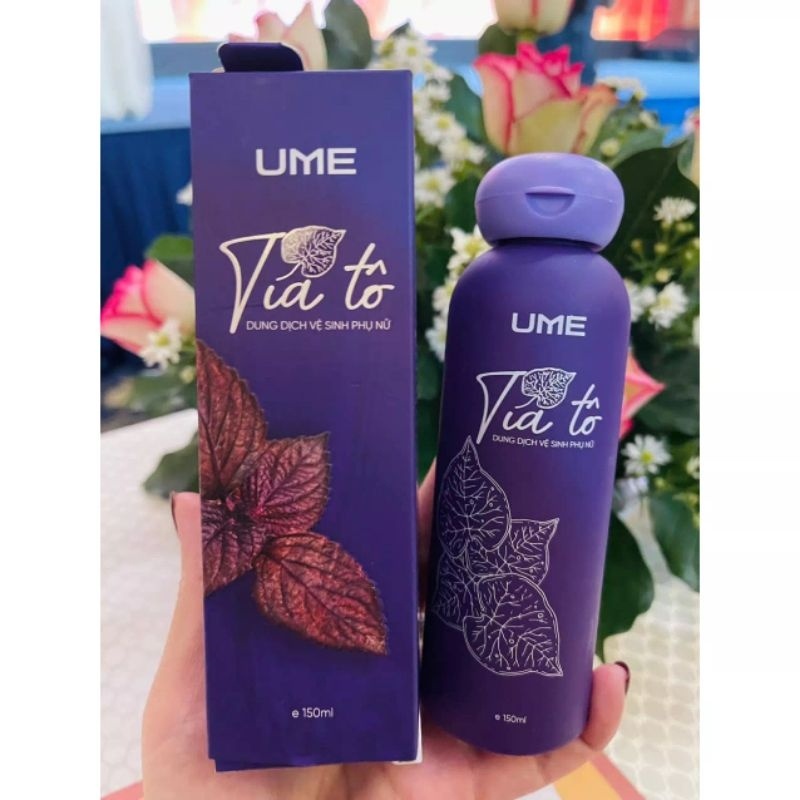 UME
Tía tô
DUNG DỊCH VỆ SINH PHỤ NỮ
e 150ml
UME
Tía tô
DUNG DỊCH VỆ SINH PHỤ NỮ
e 150ml